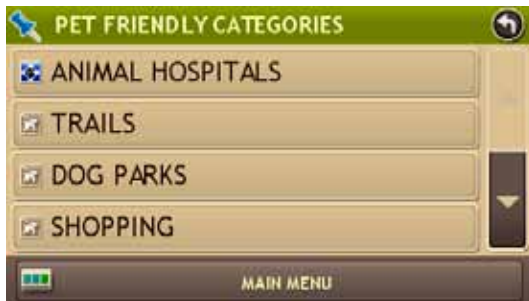 PET FRIENDLY CATEGORIES
ANIMAL HOSPITALS
TRAILS
DOG PARKS
SHOPPING
MAIN MENU